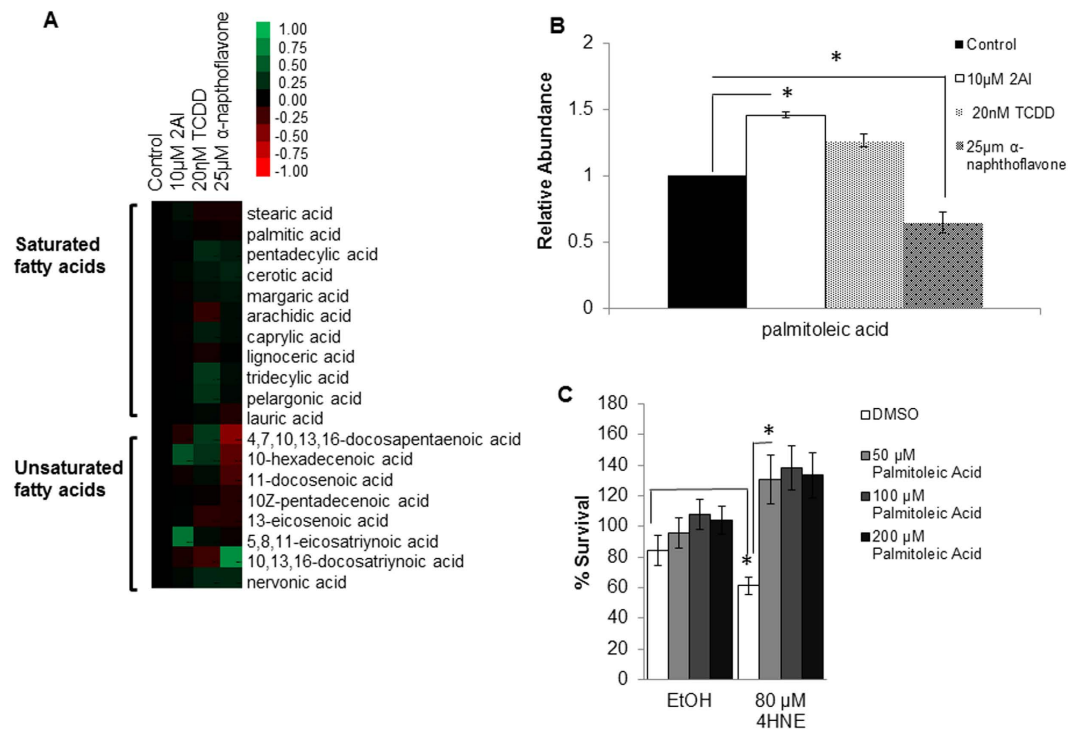 A
1.00
0.75
0.50
0.25
0.00
-0.25
-0.50
-0.75
-1.00
Control
10µM 2AI
20ηM TCDD
25µM α-napthoflavone
Saturated
fatty acids
stearic acid
palmitic acid
pentadecylic acid
cerotic acid
margaric acid
arachidic acid
caprylic acid
lignoceric acid
tridecylic acid
pelargonic acid
lauric acid
Unsaturated
fatty acids
4,7,10,13,16-docosapentaenoic acid
10-hexadecenoic acid
11-docosenoic acid
10Z-pentadecenoic acid
13-eicosenoic acid
5,8,11-eicosatriynoic acid
10,13,16-docosatriynoic acid
nervonic acid
B
Relative Abundance
2
1.5
1
0.5
0
*
*
palmitoleic acid
Control
10µM 2AI
20nM TCDD
25µm α-
naphthoflavone
C
% Survival
180
160
140
120
100
80
60
40
20
0
*
*
EtOH
80 µM
4HNE
DMSO
50 µM
Palmitoleic Acid
100 µM
Palmitoleic Acid
200 µM
Palmitoleic Acid